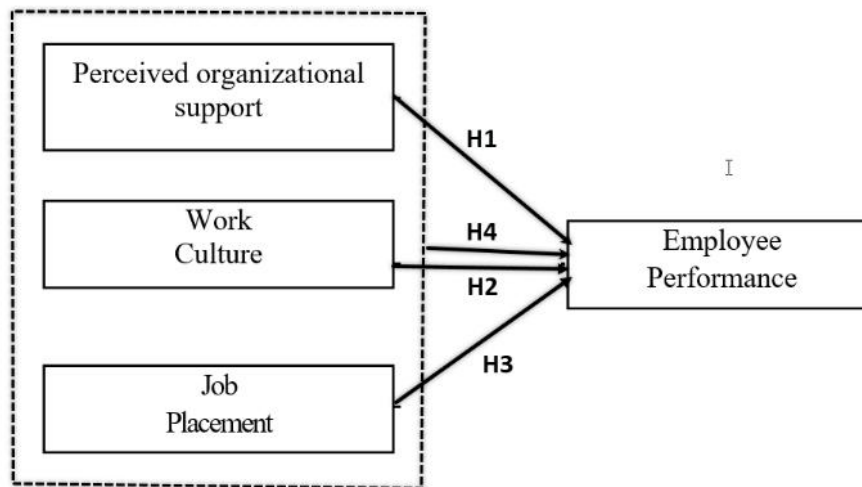 Perceived organizational
support
H1
Work
Culture
H4
H2
Employee
Performance
H3
Job
Placement